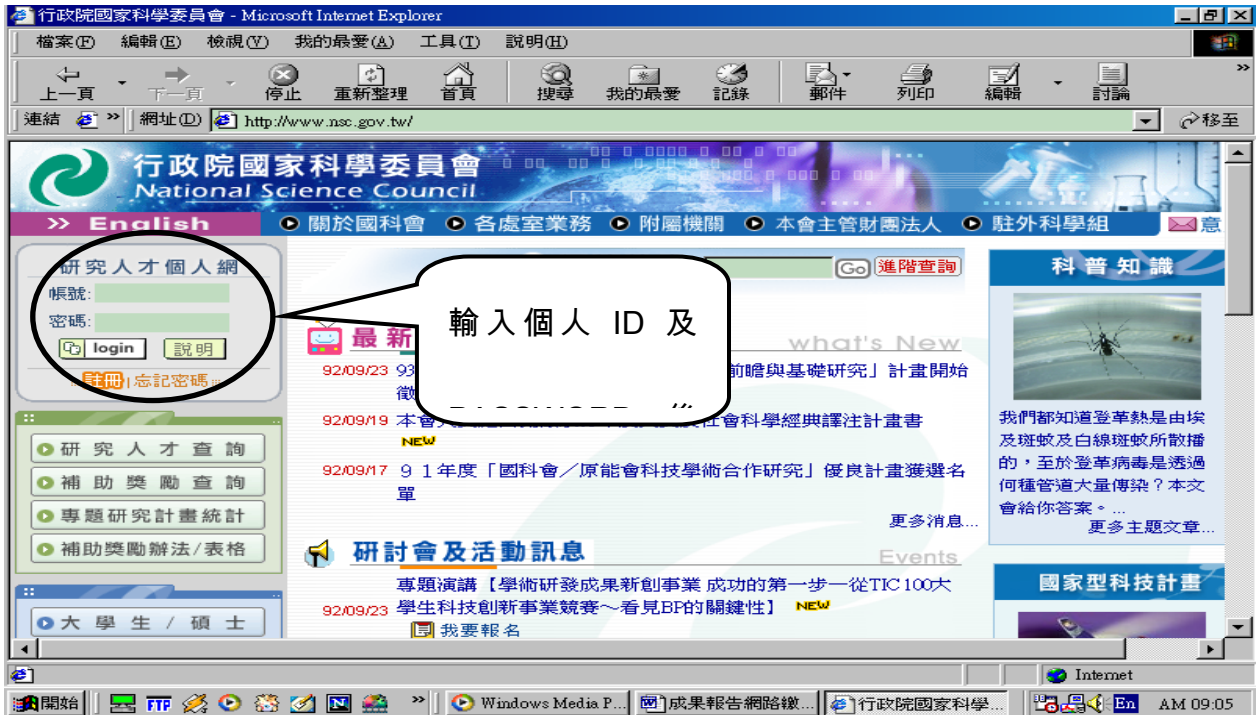 行政院國家科學委員會 - Microsoft Internet Explorer
檔案(F) 編輯(E) 檢視(V) 我的最愛(A) 工具(T) 說明(H)
上一頁 下一頁 停止 重新整理 首頁 搜尋 我的最愛 記錄 郵件 列印 編輯 討論
連結 網址(D) http://www.nsc.gov.tw/ 移至
行政院國家科學委員會
National Science Council
>> English 關於國科會 各處室業務 附屬機關 本會主管財團法人 駐外科學組 意
研究人才個人網
帳號:
密碼:
login 說明
註冊 | 忘記密碼
研究人才查詢
補助獎勵查詢
專題研究計畫統計
補助獎勵辦法/表格
大學生/碩士
輸入個人 ID 及
Go 進階查詢
最新
what's New
92/09/23 93
前瞻與基礎研究」計畫開始
徵
92/09/19 本會
社會科學經典譯注計畫書
NEW
92/09/17 9 1年度「國科會／原能會科技學術合作研究」優良計畫獲選名
單
更多消息...
研討會及活動訊息
Events
專題演講【學術研發成果新創事業 成功的第一步－從TIC100大
92/09/23 學生科技創新事業競賽～看見BP的關鍵性】 NEW
我要報名
科普知識
我們都知道登革熱是由埃
及斑蚊及白線斑蚊所散播
的，至於登革病毒是透過
何種管道大量傳染？本文
會給你答案。...
更多主題文章...
國家型科技計畫
Internet
開始 FTP Windows Media P... 成果報告網路繳... 行政院國家科學... En AM 09:05